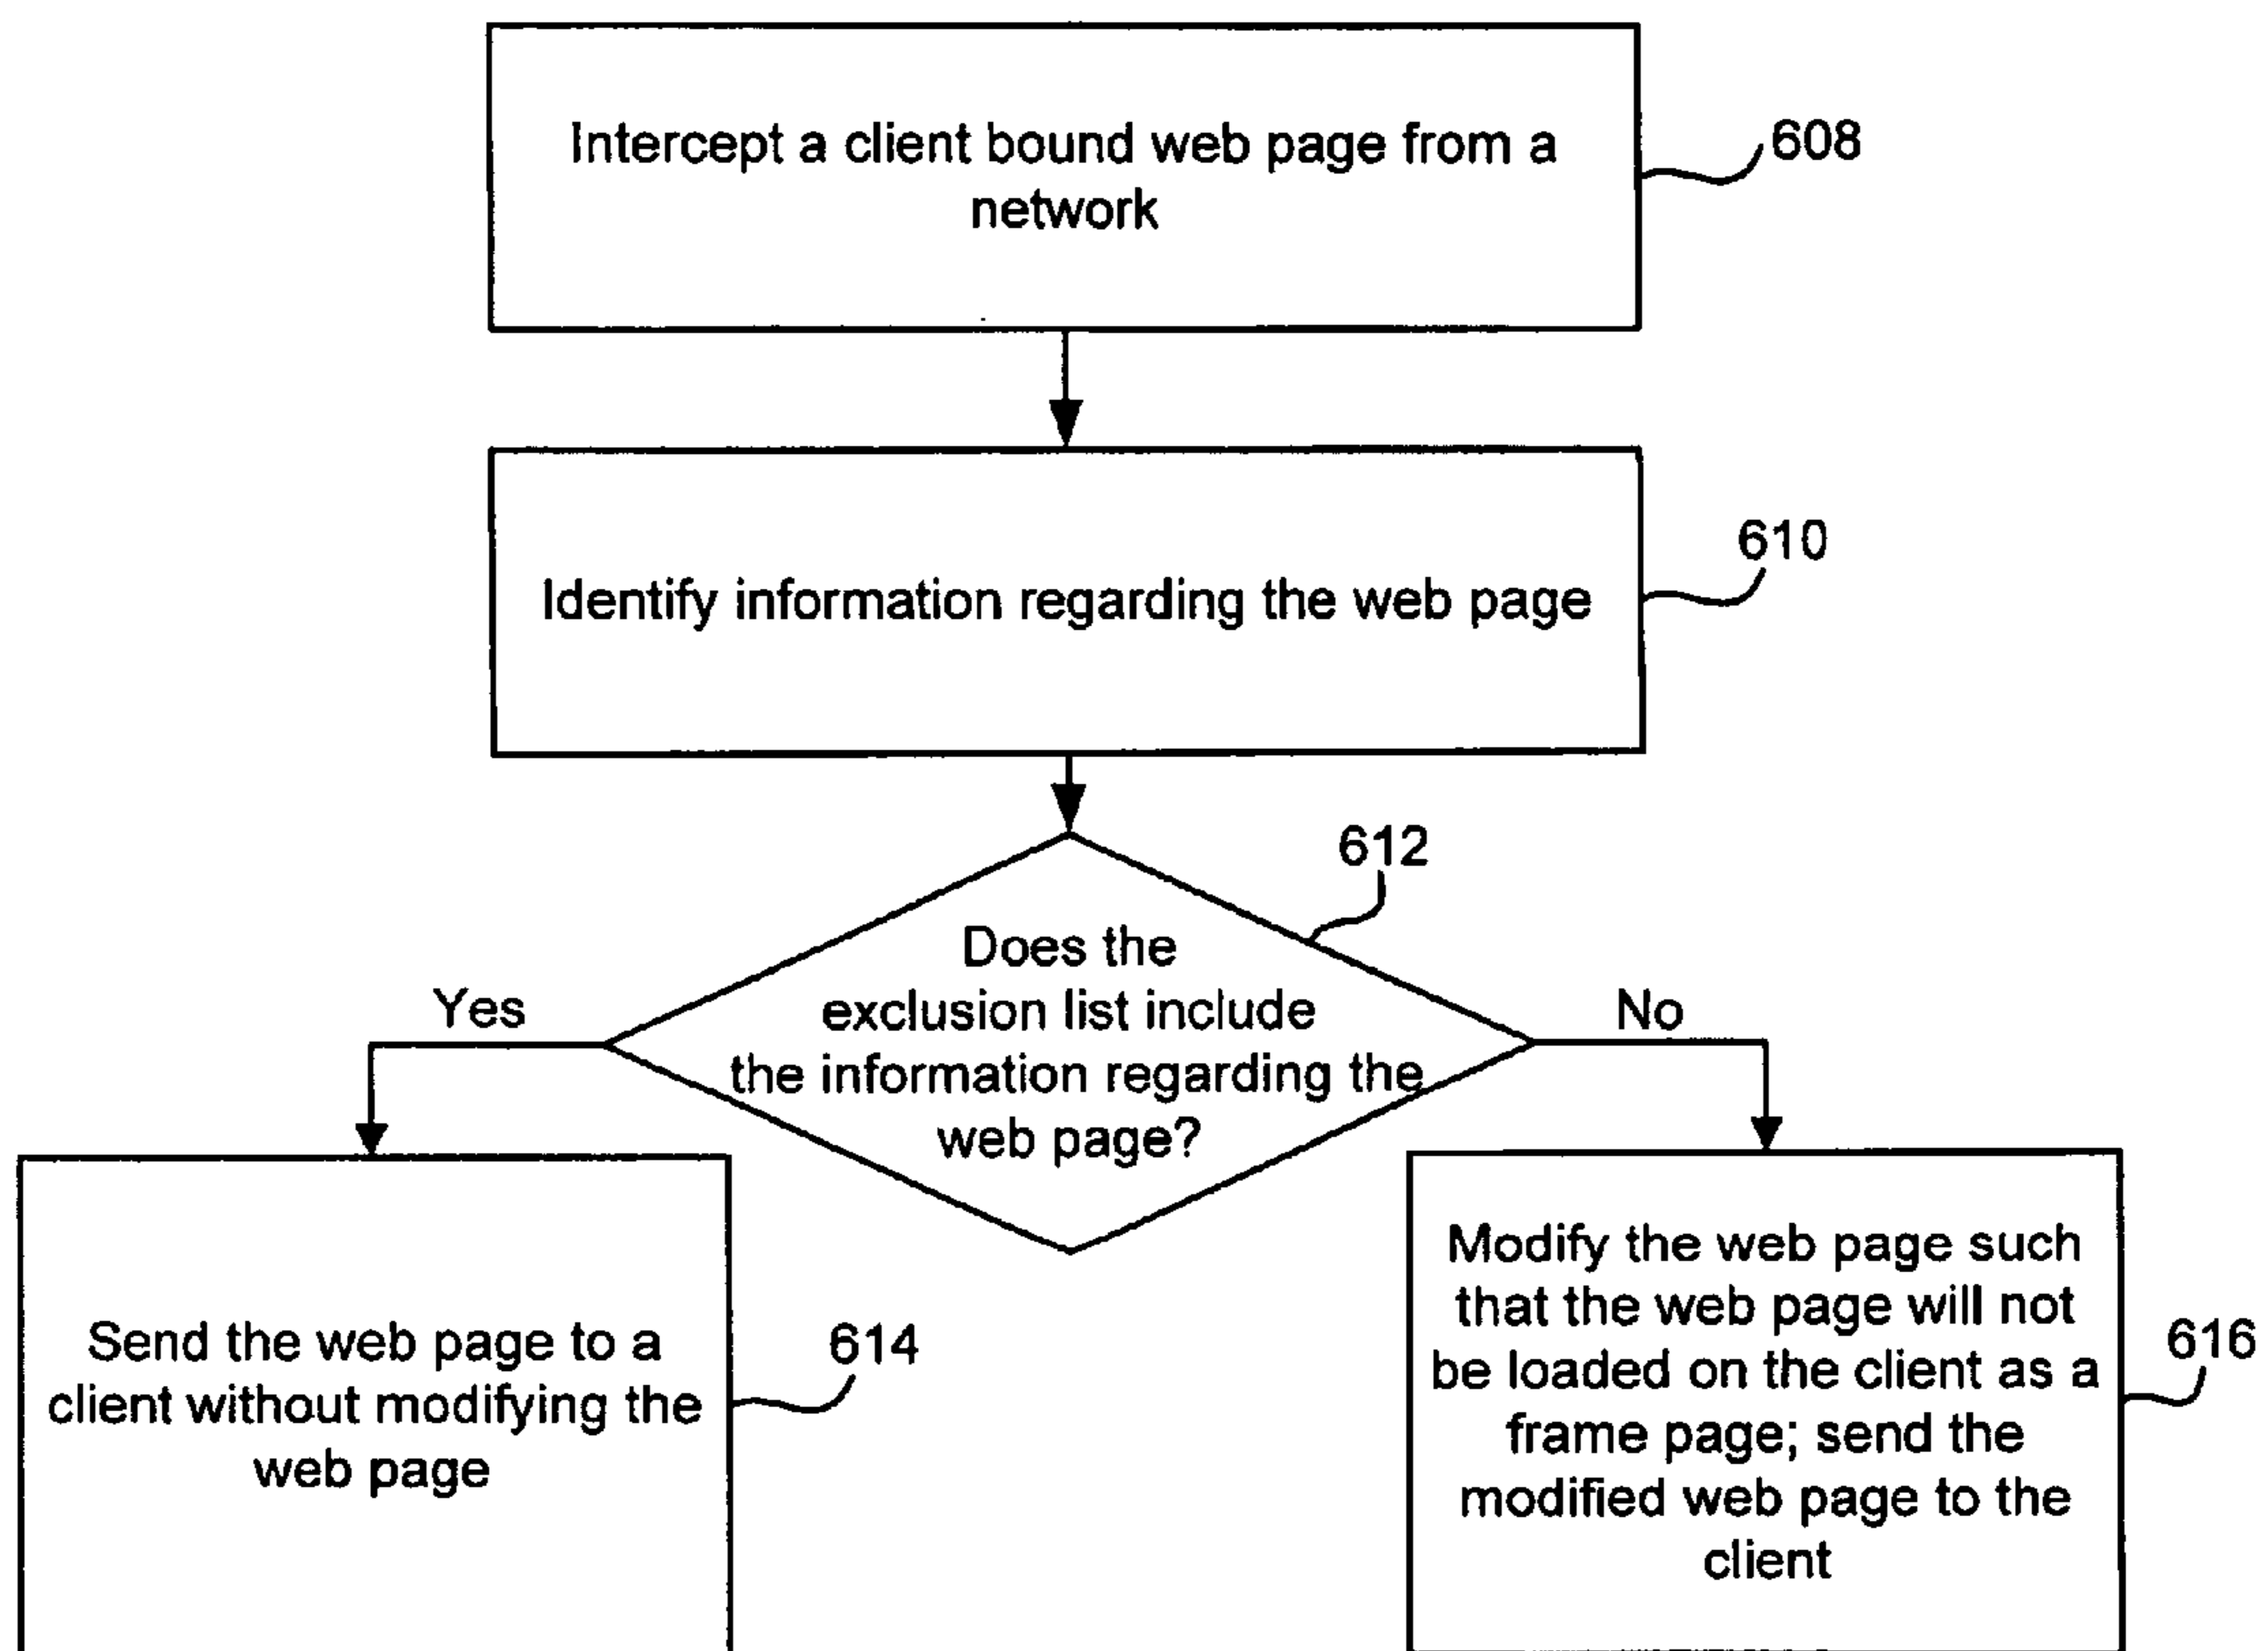 Intercept a client bound web page from a
network
608
Identify information regarding the web page
610
612
Does the
exclusion list include
the information regarding the
web page?
Yes
No
Send the web page to a
client without modifying the
web page
614
Modify the web page such
that the web page will not
be loaded on the client as a
frame page; send the
modified web page to the
client
616